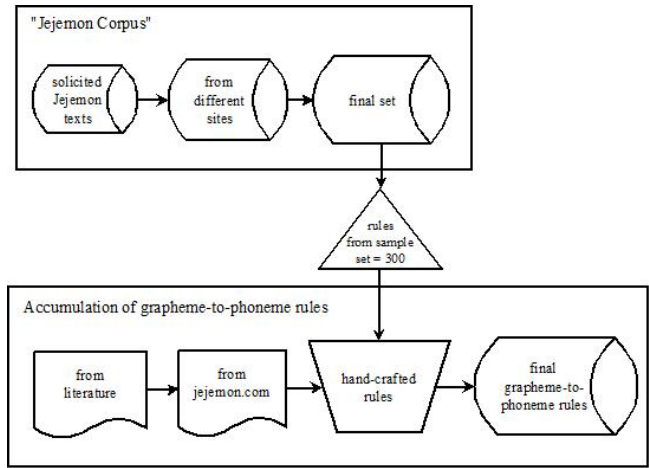 "Jejemon Corpus"
solicited
Jejemon
texts
from
different
sites
final set
rules
from sample
set = 300
Accumulation of grapheme-to-phoneme rules
from
literature
from
jejemon.com
hand-crafted
rules
final
grapheme-to-
phoneme rules